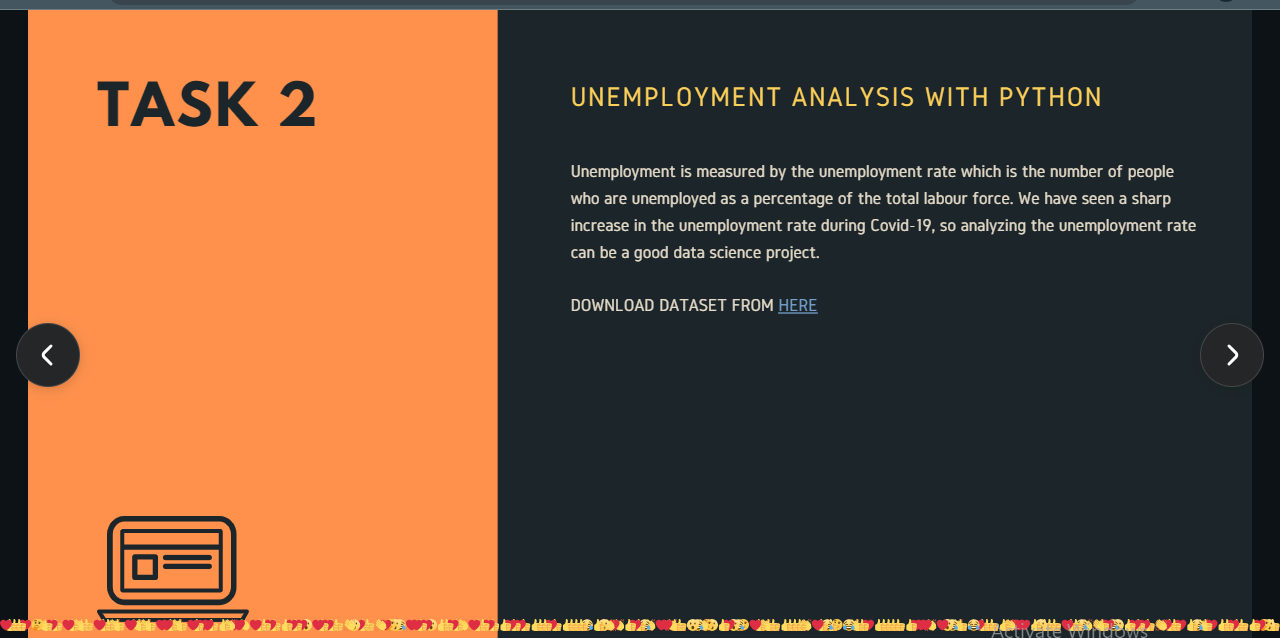 TASK 2
UNEMPLOYMENT ANALYSIS WITH PYTHON
Unemployment is measured by the unemployment rate which is the number of people
who are unemployed as a percentage of the total labour force. We have seen a sharp
increase in the unemployment rate during Covid-19, so analyzing the unemployment rate
can be a good data science project.
DOWNLOAD DATASET FROM HERE
Activate Windows